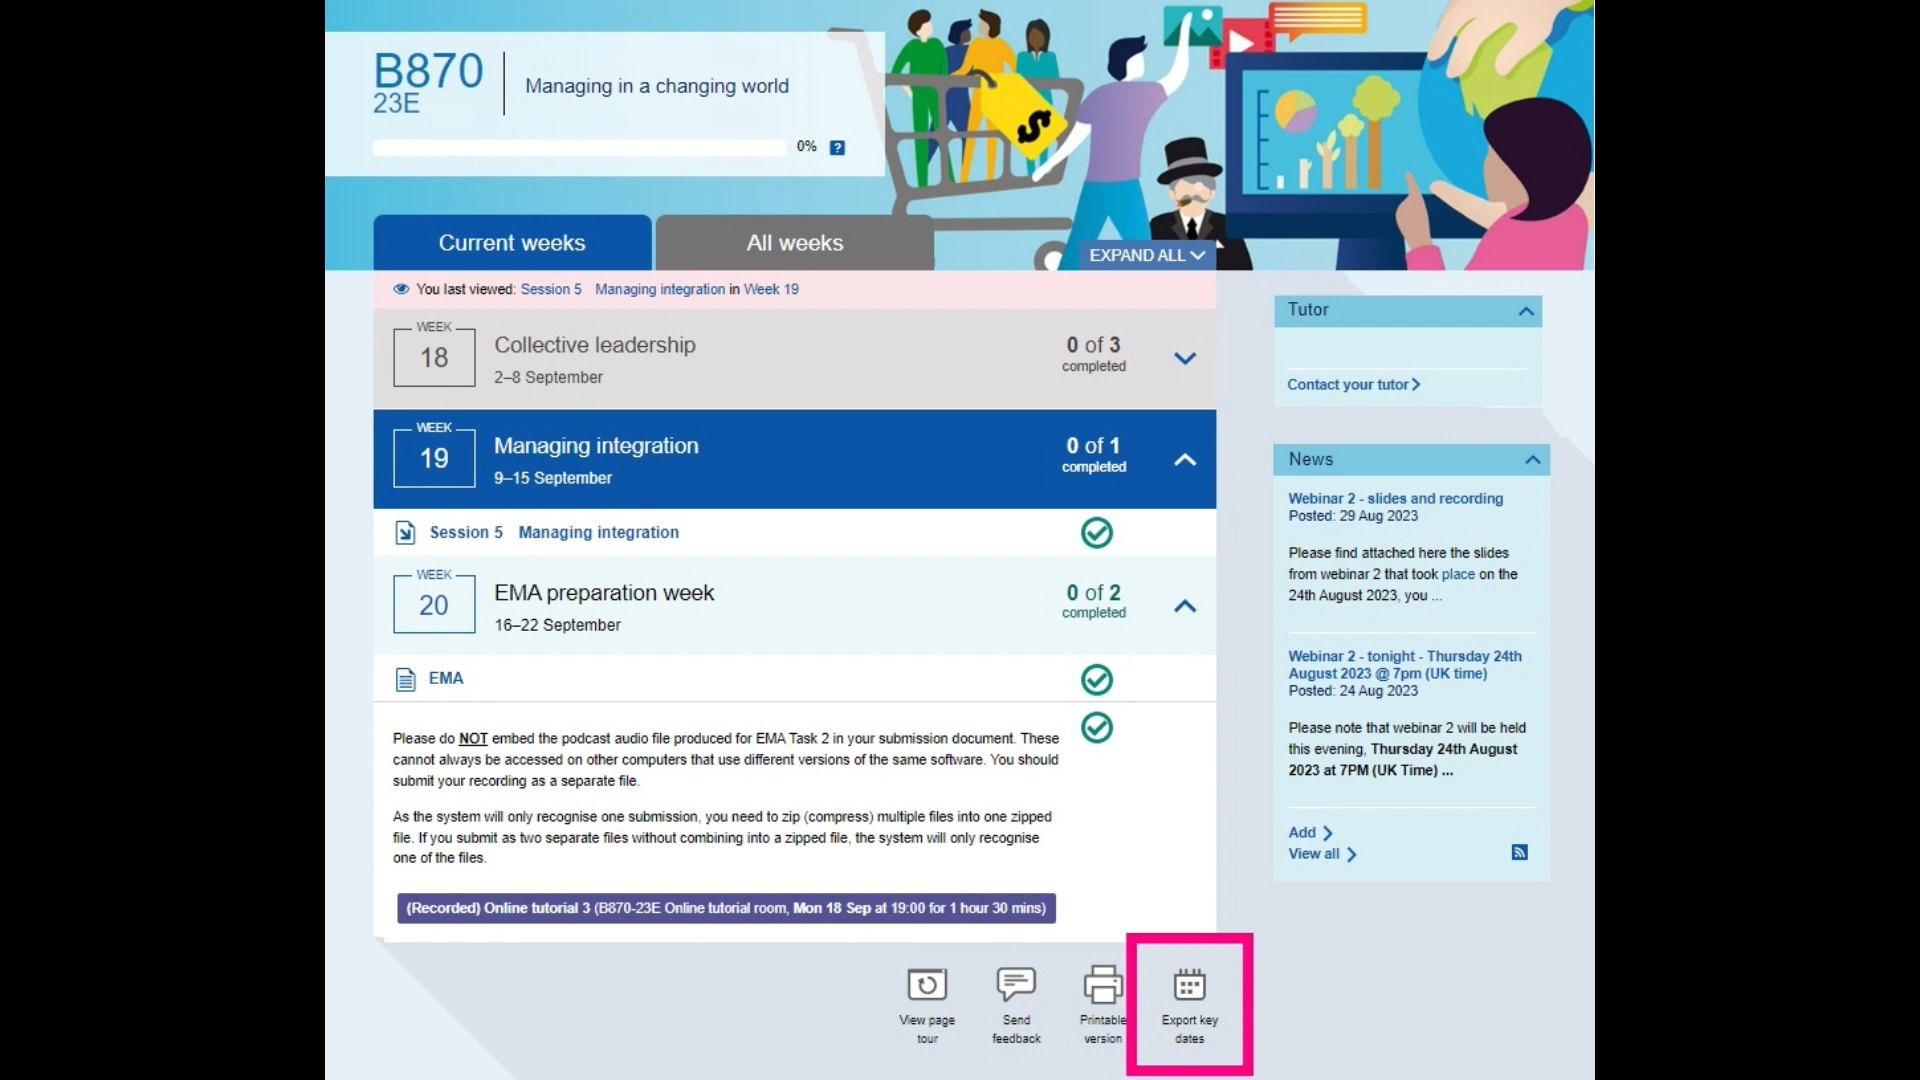 B870
23E
Managing in a changing world
0%
?
Current weeks
All weeks
EXPAND ALL
You last viewed: Session 5 Managing integration in Week 19
WEEK
18
Collective leadership
2–8 September
0 of 3
completed
WEEK
19
Managing integration
9–15 September
0 of 1
completed
Session 5 Managing integration
WEEK
20
EMA preparation week
16–22 September
0 of 2
completed
EMA
Please do NOT embed the podcast audio file produced for EMA Task 2 in your submission document. These
cannot always be accessed on other computers that use different versions of the same software. You should
submit your recording as a separate file.
As the system will only recognise one submission, you need to zip (compress) multiple files into one zipped
file. If you submit as two separate files without combining into a zipped file, the system will only recognise
one of the files.
(Recorded) Online tutorial 3 (B870-23E Online tutorial room, Mon 18 Sep at 19:00 for 1 hour 30 mins)
View page
tour
Send
feedback
Printable
version
Export key
dates
Tutor
Contact your tutor
News
Webinar 2 - slides and recording
Posted: 29 Aug 2023
Please find attached here the slides
from webinar 2 that took place on the
24th August 2023, you ...
Webinar 2 - tonight - Thursday 24th
August 2023 @ 7pm (UK time)
Posted: 24 Aug 2023
Please note that webinar 2 will be held
this evening, Thursday 24th August
2023 at 7PM (UK Time) ...
Add
View all
$